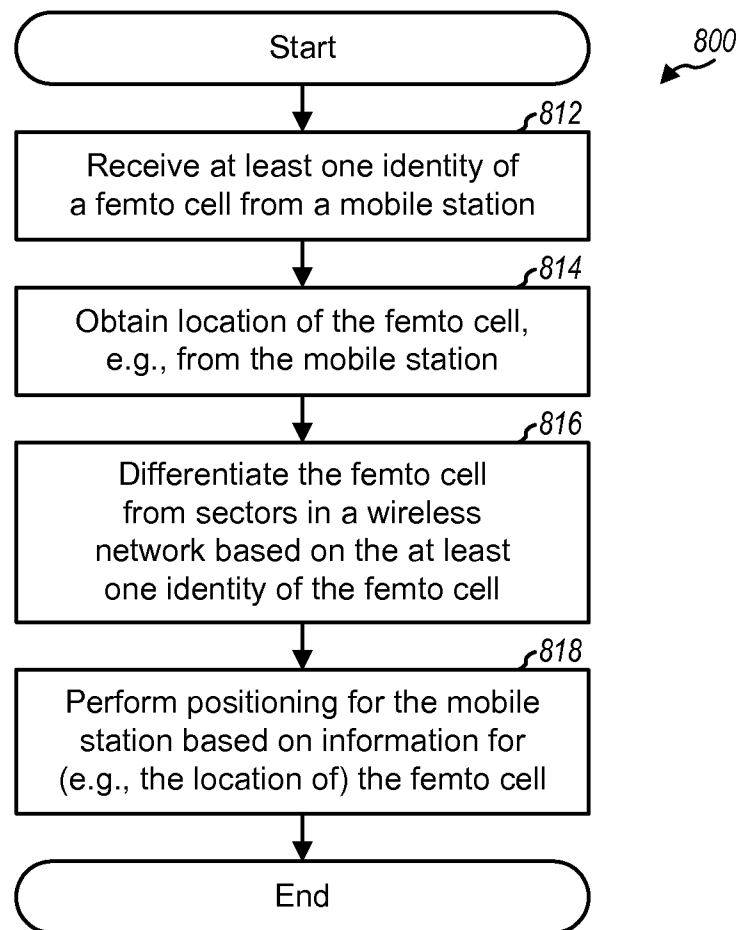 Start
800
812
Receive at least one identity of
a femto cell from a mobile station
814
Obtain location of the femto cell,
e.g., from the mobile station
816
Differentiate the femto cell
from sectors in a wireless
network based on the at least
one identity of the femto cell
818
Perform positioning for the mobile
station based on information for
(e.g., the location of) the femto cell
End